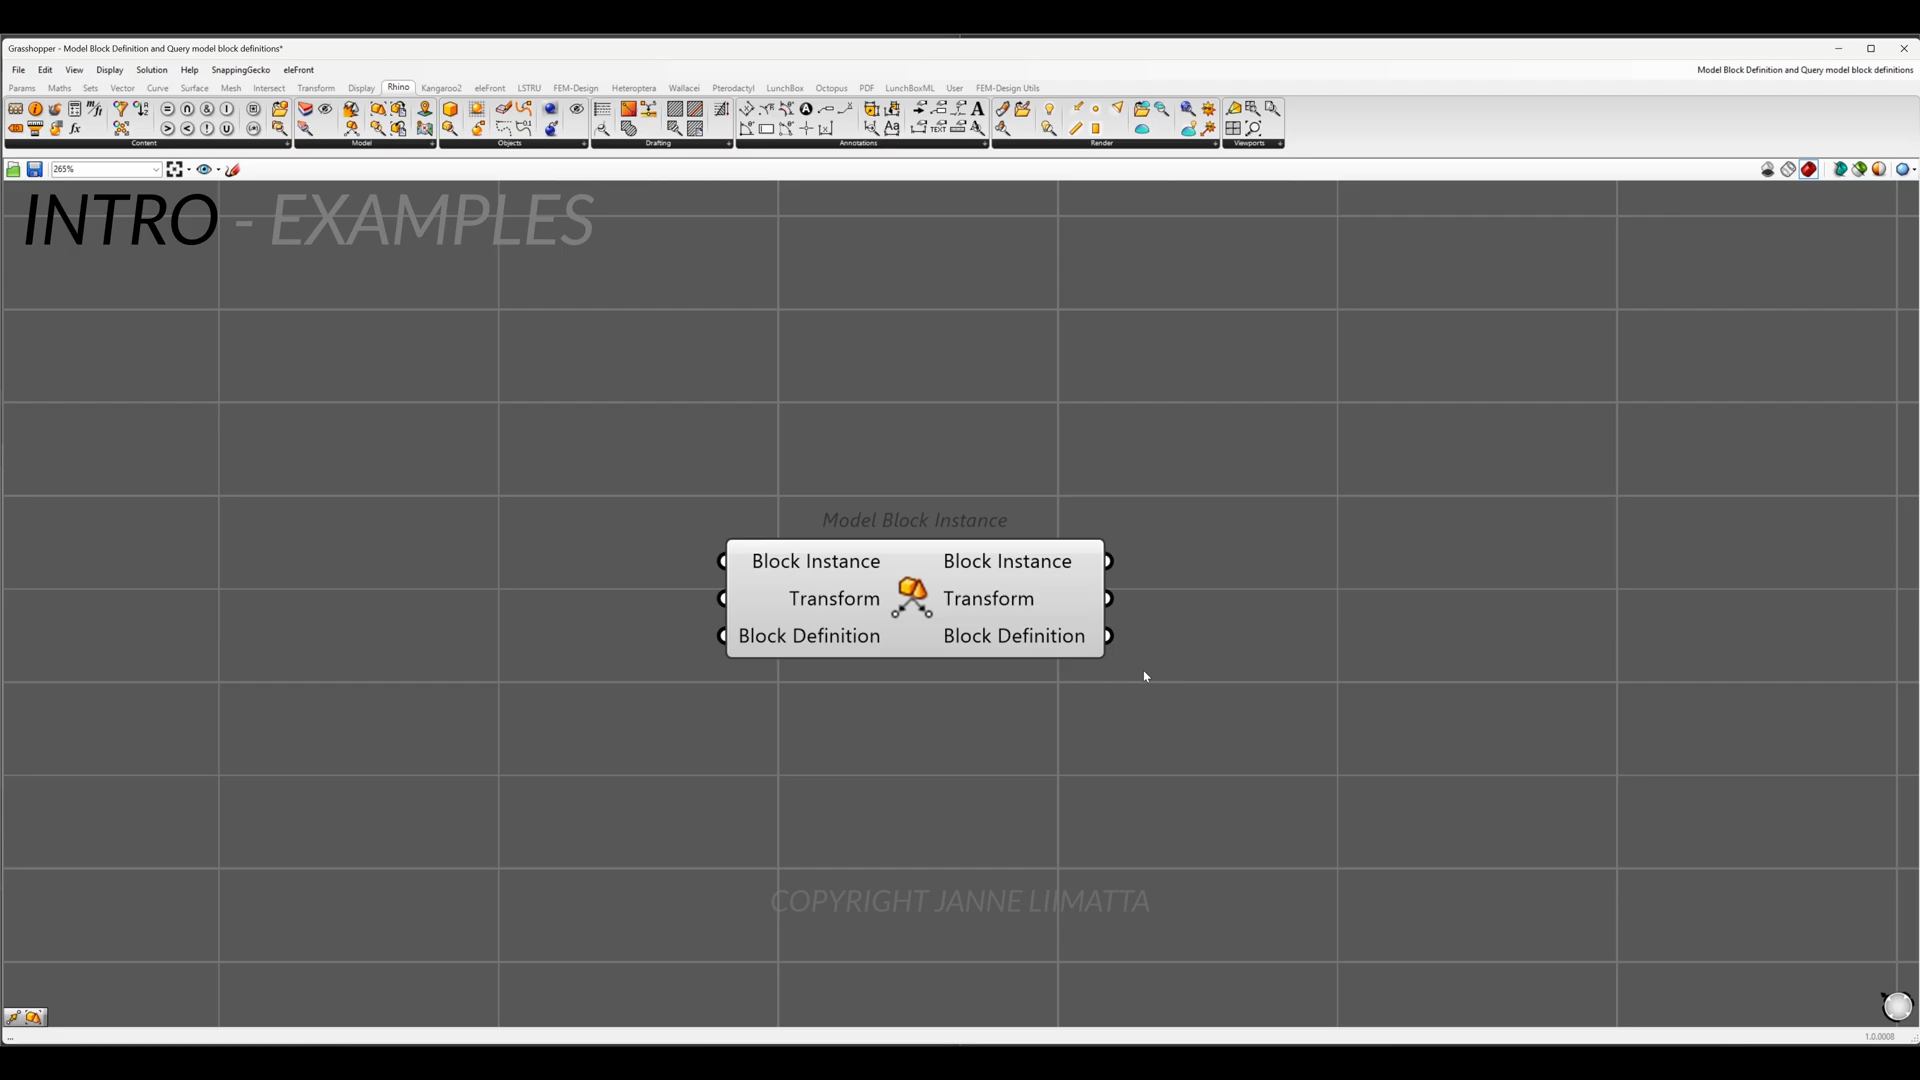 Grasshopper - Model Block Definition and Query model block definitions*
File Edit View Display Solution Help SnappingGecko eleFront
Model Block Definition and Query model block definitions
Params Maths Sets Vector Curve Surface Mesh Intersect Transform Display Rhino Kangaroo2 eleFront LSTRU FEM-Design Heteroptera Wallacei Pterodactyl LunchBox Octopus PDF LunchBoxML User FEM-Design Utils
Content Model Objects Drafting Annotations Render Viewports
265%
INTRO - EXAMPLES
Model Block Instance
Block Instance Block Instance
Transform Transform
Block Definition Block Definition
COPYRIGHT JANNE LIIMATTA
...
1.0.0008